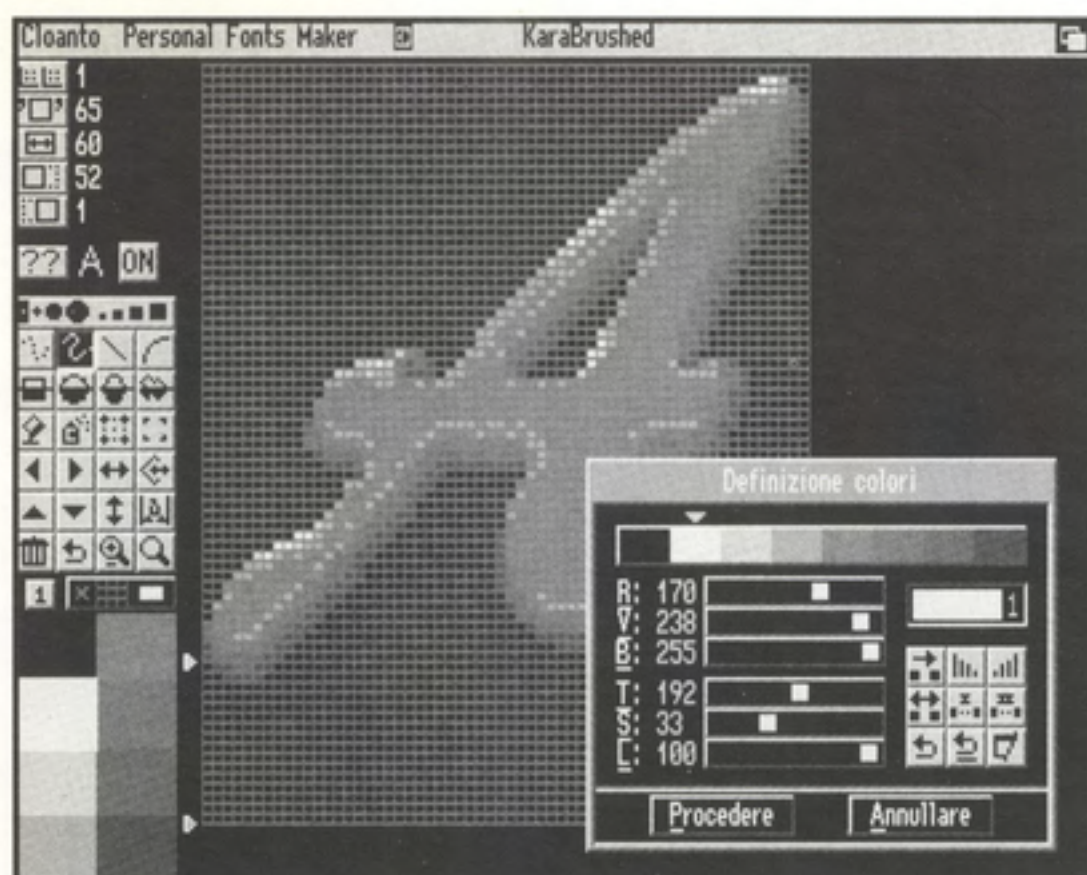 Cloanto Personal Fonts Maker KaraBrushed
1
65
60
52
1
?? A ON
1
Definizione colori
R: 170
V: 238
B: 255
1
T: 192
S: 33
L: 100
Procedere Annullare